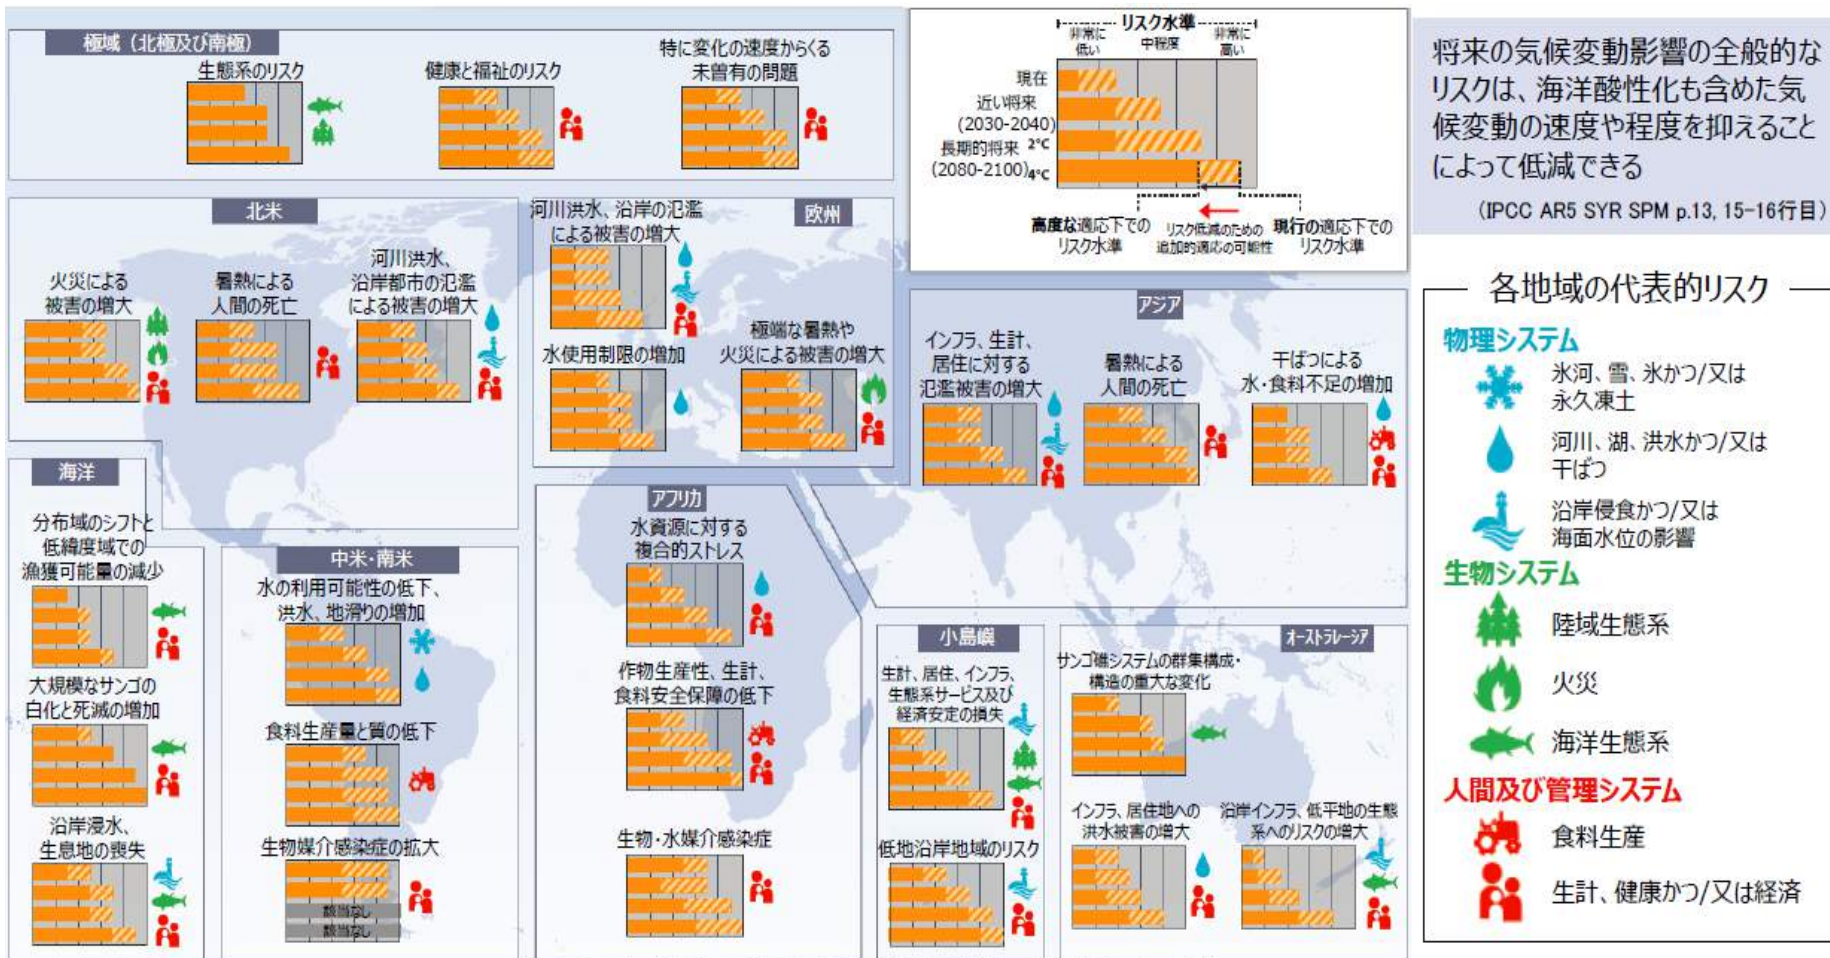 極域（北極及び南極）
生態系のリスク
健康と福祉のリスク
特に変化の速度からくる
未曽有の問題
リスク水準
非常に
低い
中程度
非常に
高い
現在
近い将来
(2030-2040)
長期的将来 2℃
(2080-2100)4℃
高度な適応下での
リスク水準
リスク低減のための
追加的適応の可能性
現行の適応下での
リスク水準
将来の気候変動影響の全般的な
リスクは、海洋酸性化も含めた気
候変動の速度や程度を抑えること
によって低減できる
(IPCC AR5 SYR SPM p.13, 15-16行目)
北米
火災による
被害の増大
暑熱による
人間の死亡
河川洪水、
沿岸都市の氾濫
による被害の増大
欧州
河川洪水、沿岸の氾濫
による被害の増大
水使用制限の増加
極端な暑熱や
火災による被害の増大
アジア
インフラ、生計、
居住に対する
氾濫被害の増大
暑熱による
人間の死亡
干ばつによる
水・食料不足の増加
海洋
分布域のシフトと
低緯度域での
漁獲可能量の減少
大規模なサンゴの
白化と死滅の増加
沿岸浸水、
生息地の喪失
中米・南米
水の利用可能性の低下、
洪水、地滑りの増加
食料生産量と質の低下
生物媒介感染症の拡大
該当なし
該当なし
アフリカ
水資源に対する
複合的ストレス
作物生産性、生計、
食料安全保障の低下
生物・水媒介感染症
小島嶼
生計、居住、インフラ、
生態系サービス及び
経済安定の損失
低地沿岸地域のリスク
オーストラレーシア
サンゴ礁システムの群集構成・
構造の重大な変化
インフラ、居住地への
洪水被害の増大
沿岸インフラ、低平地の生態
系へのリスクの増大
各地域の代表的リスク
物理システム
氷河、雪、氷かつ/又は
永久凍土
河川、湖、洪水かつ/又は
干ばつ
沿岸侵食かつ/又は
海面水位の影響
生物システム
陸域生態系
火災
海洋生態系
人間及び管理システム
食料生産
生計、健康かつ/又は経済